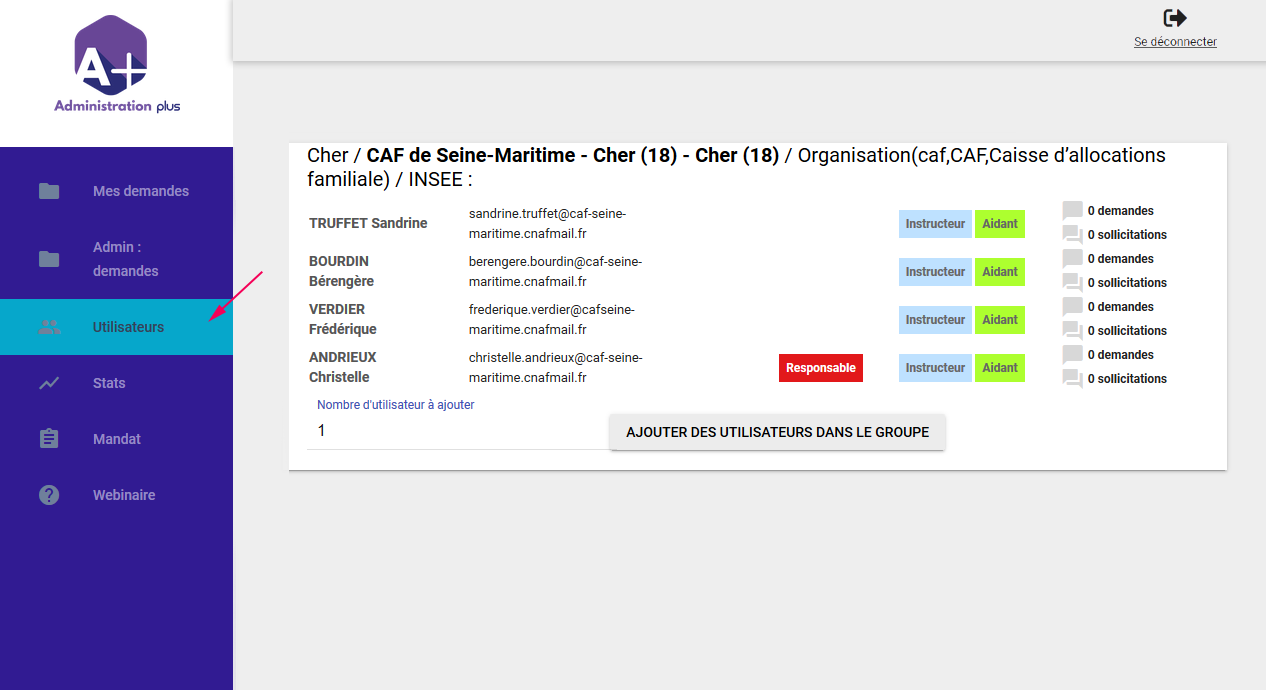 A+
Administration plus
Se déconnecter
Mes demandes
Admin :
demandes
Utilisateurs
Stats
Mandat
Webinaire
Cher / CAF de Seine-Maritime - Cher (18) - Cher (18) / Organisation(caf,CAF,Caisse d’allocations
familiale) / INSEE :
TRUFFET Sandrine
sandrine.truffet@caf-seine-
maritime.cnafmail.fr
Instructeur
Aidant
0 demandes
0 sollicitations
BOURDIN
Bérengère
berengere.bourdin@caf-seine-
maritime.cnafmail.fr
Instructeur
Aidant
0 demandes
0 sollicitations
VERDIER
Frédérique
frederique.verdier@cafseine-
maritime.cnafmail.fr
Instructeur
Aidant
0 demandes
0 sollicitations
ANDRIEUX
Christelle
christelle.andrieux@caf-seine-
maritime.cnafmail.fr
Responsable
Instructeur
Aidant
0 demandes
0 sollicitations
Nombre d'utilisateur à ajouter
1
AJOUTER DES UTILISATEURS DANS LE GROUPE